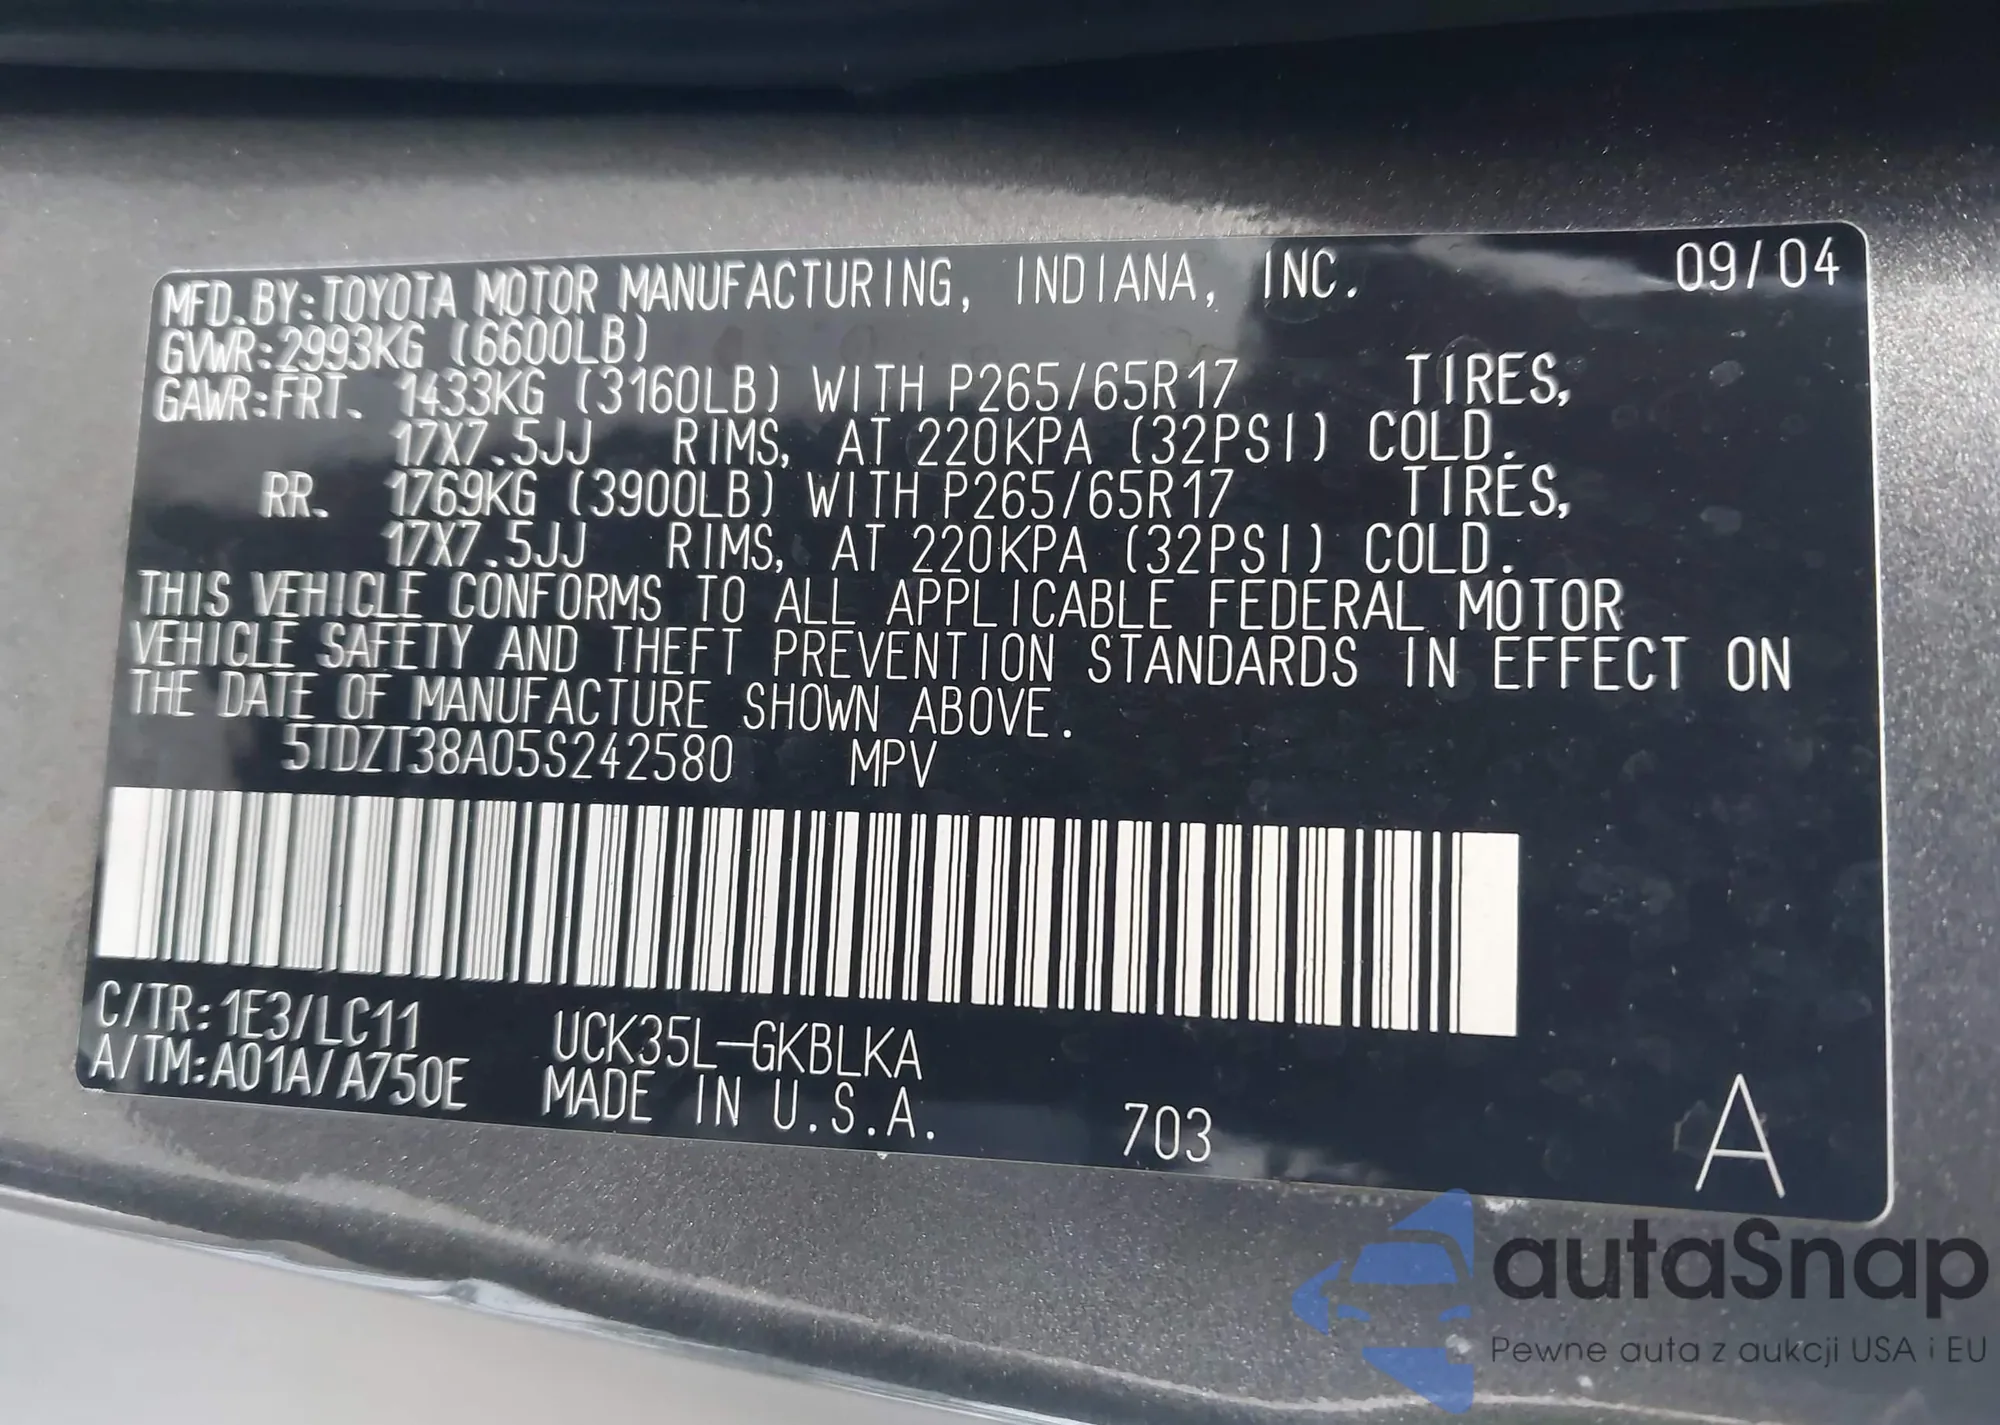 MFD. BY: TOYOTA MOTOR MANUFACTURING, INDIANA, INC. 09/04
GVWR: 2993KG (6600LB)
GAWR: FRT. 1433KG (3160LB) WITH P265/65R17 TIRES,
17X7.5JJ RIMS, AT 220KPA (32PSI) COLD.
RR. 1769KG (3900LB) WITH P265/65R17 TIRES,
17X7.5JJ RIMS, AT 220KPA (32PSI) COLD.
THIS VEHICLE CONFORMS TO ALL APPLICABLE FEDERAL MOTOR
VEHICLE SAFETY AND THEFT PREVENTION STANDARDS IN EFFECT ON
THE DATE OF MANUFACTURE SHOWN ABOVE.
5TDZT38A05S242580 MPV
C/TR: 1E3/LC11 UCK35L-GKBLKA
A/TM: A01A/A750E MADE IN U.S.A. 703 A
autaSnap
Pewne auta z aukcji USA i EU